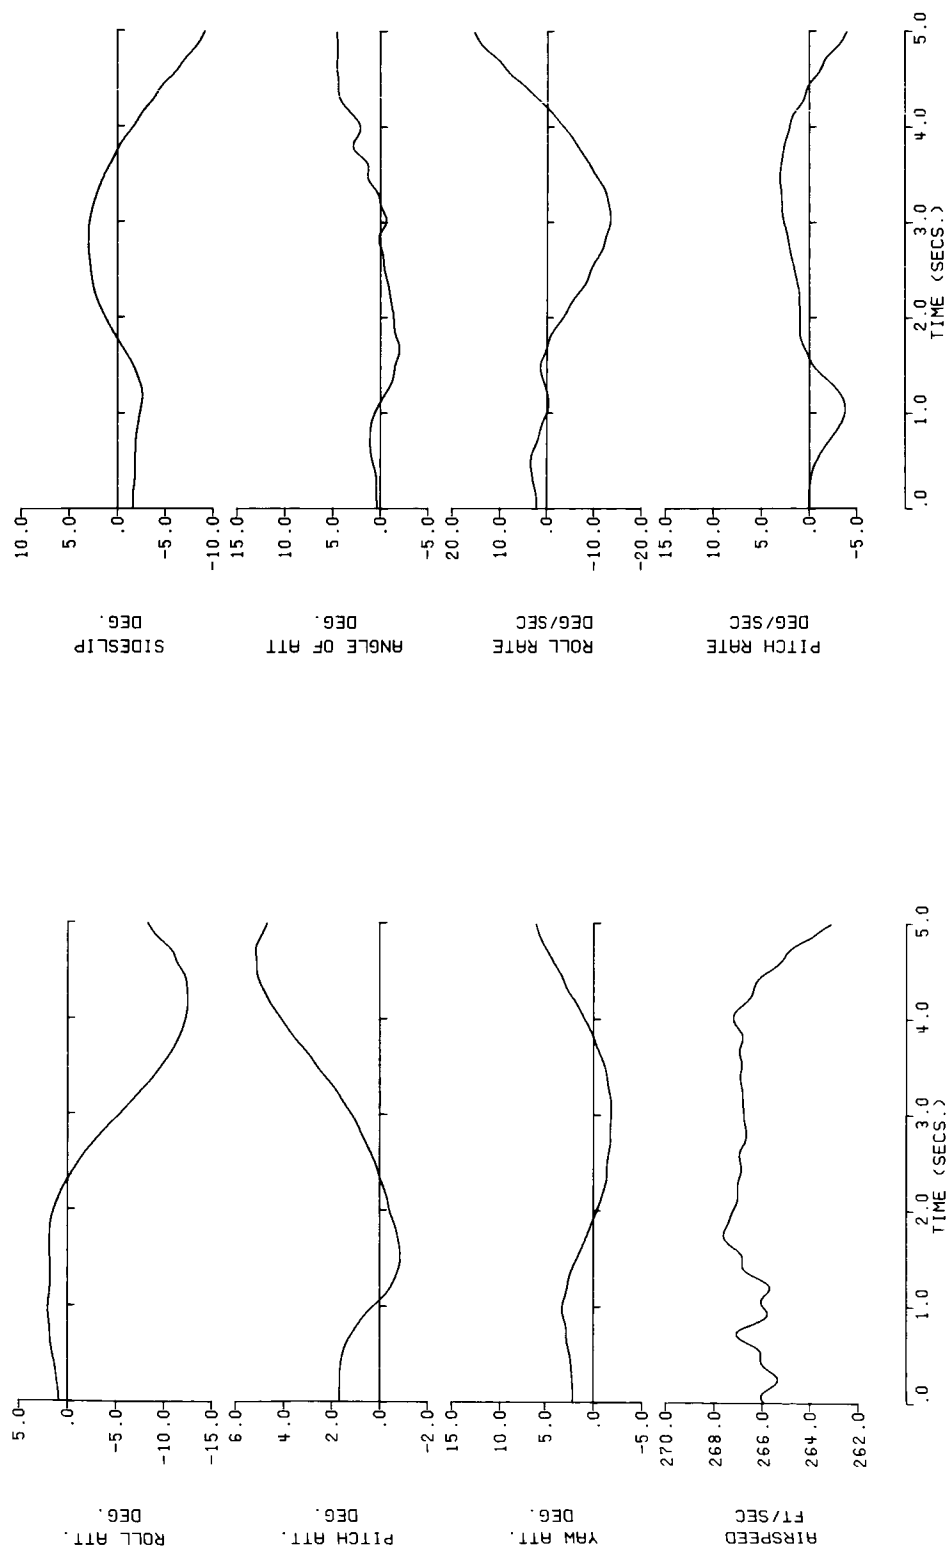 SIDESLIP
DEG.
10.0
5.0
.0
-5.0
-10.0
ANGLE OF ATT
DEG.
15.0
10.0
5.0
.0
-5.0
ROLL RATE
DEG/SEC
20.0
10.0
.0
-10.0
-20.0
PITCH RATE
DEG/SEC
15.0
10.0
5.0
.0
-5.0
.0 1.0 2.0 3.0 4.0 5.0
TIME (SECS.)
ROLL ATT.
DEG.
5.0
.0
-5.0
-10.0
-15.0
PITCH ATT.
DEG.
6.0
4.0
2.0
.0
-2.0
YAW ATT.
DEG.
15.0
10.0
5.0
.0
-5.0
AIRSPEED
FT/SEC
270.0
268.0
266.0
264.0
262.0
.0 1.0 2.0 3.0 4.0 5.0
TIME (SECS.)